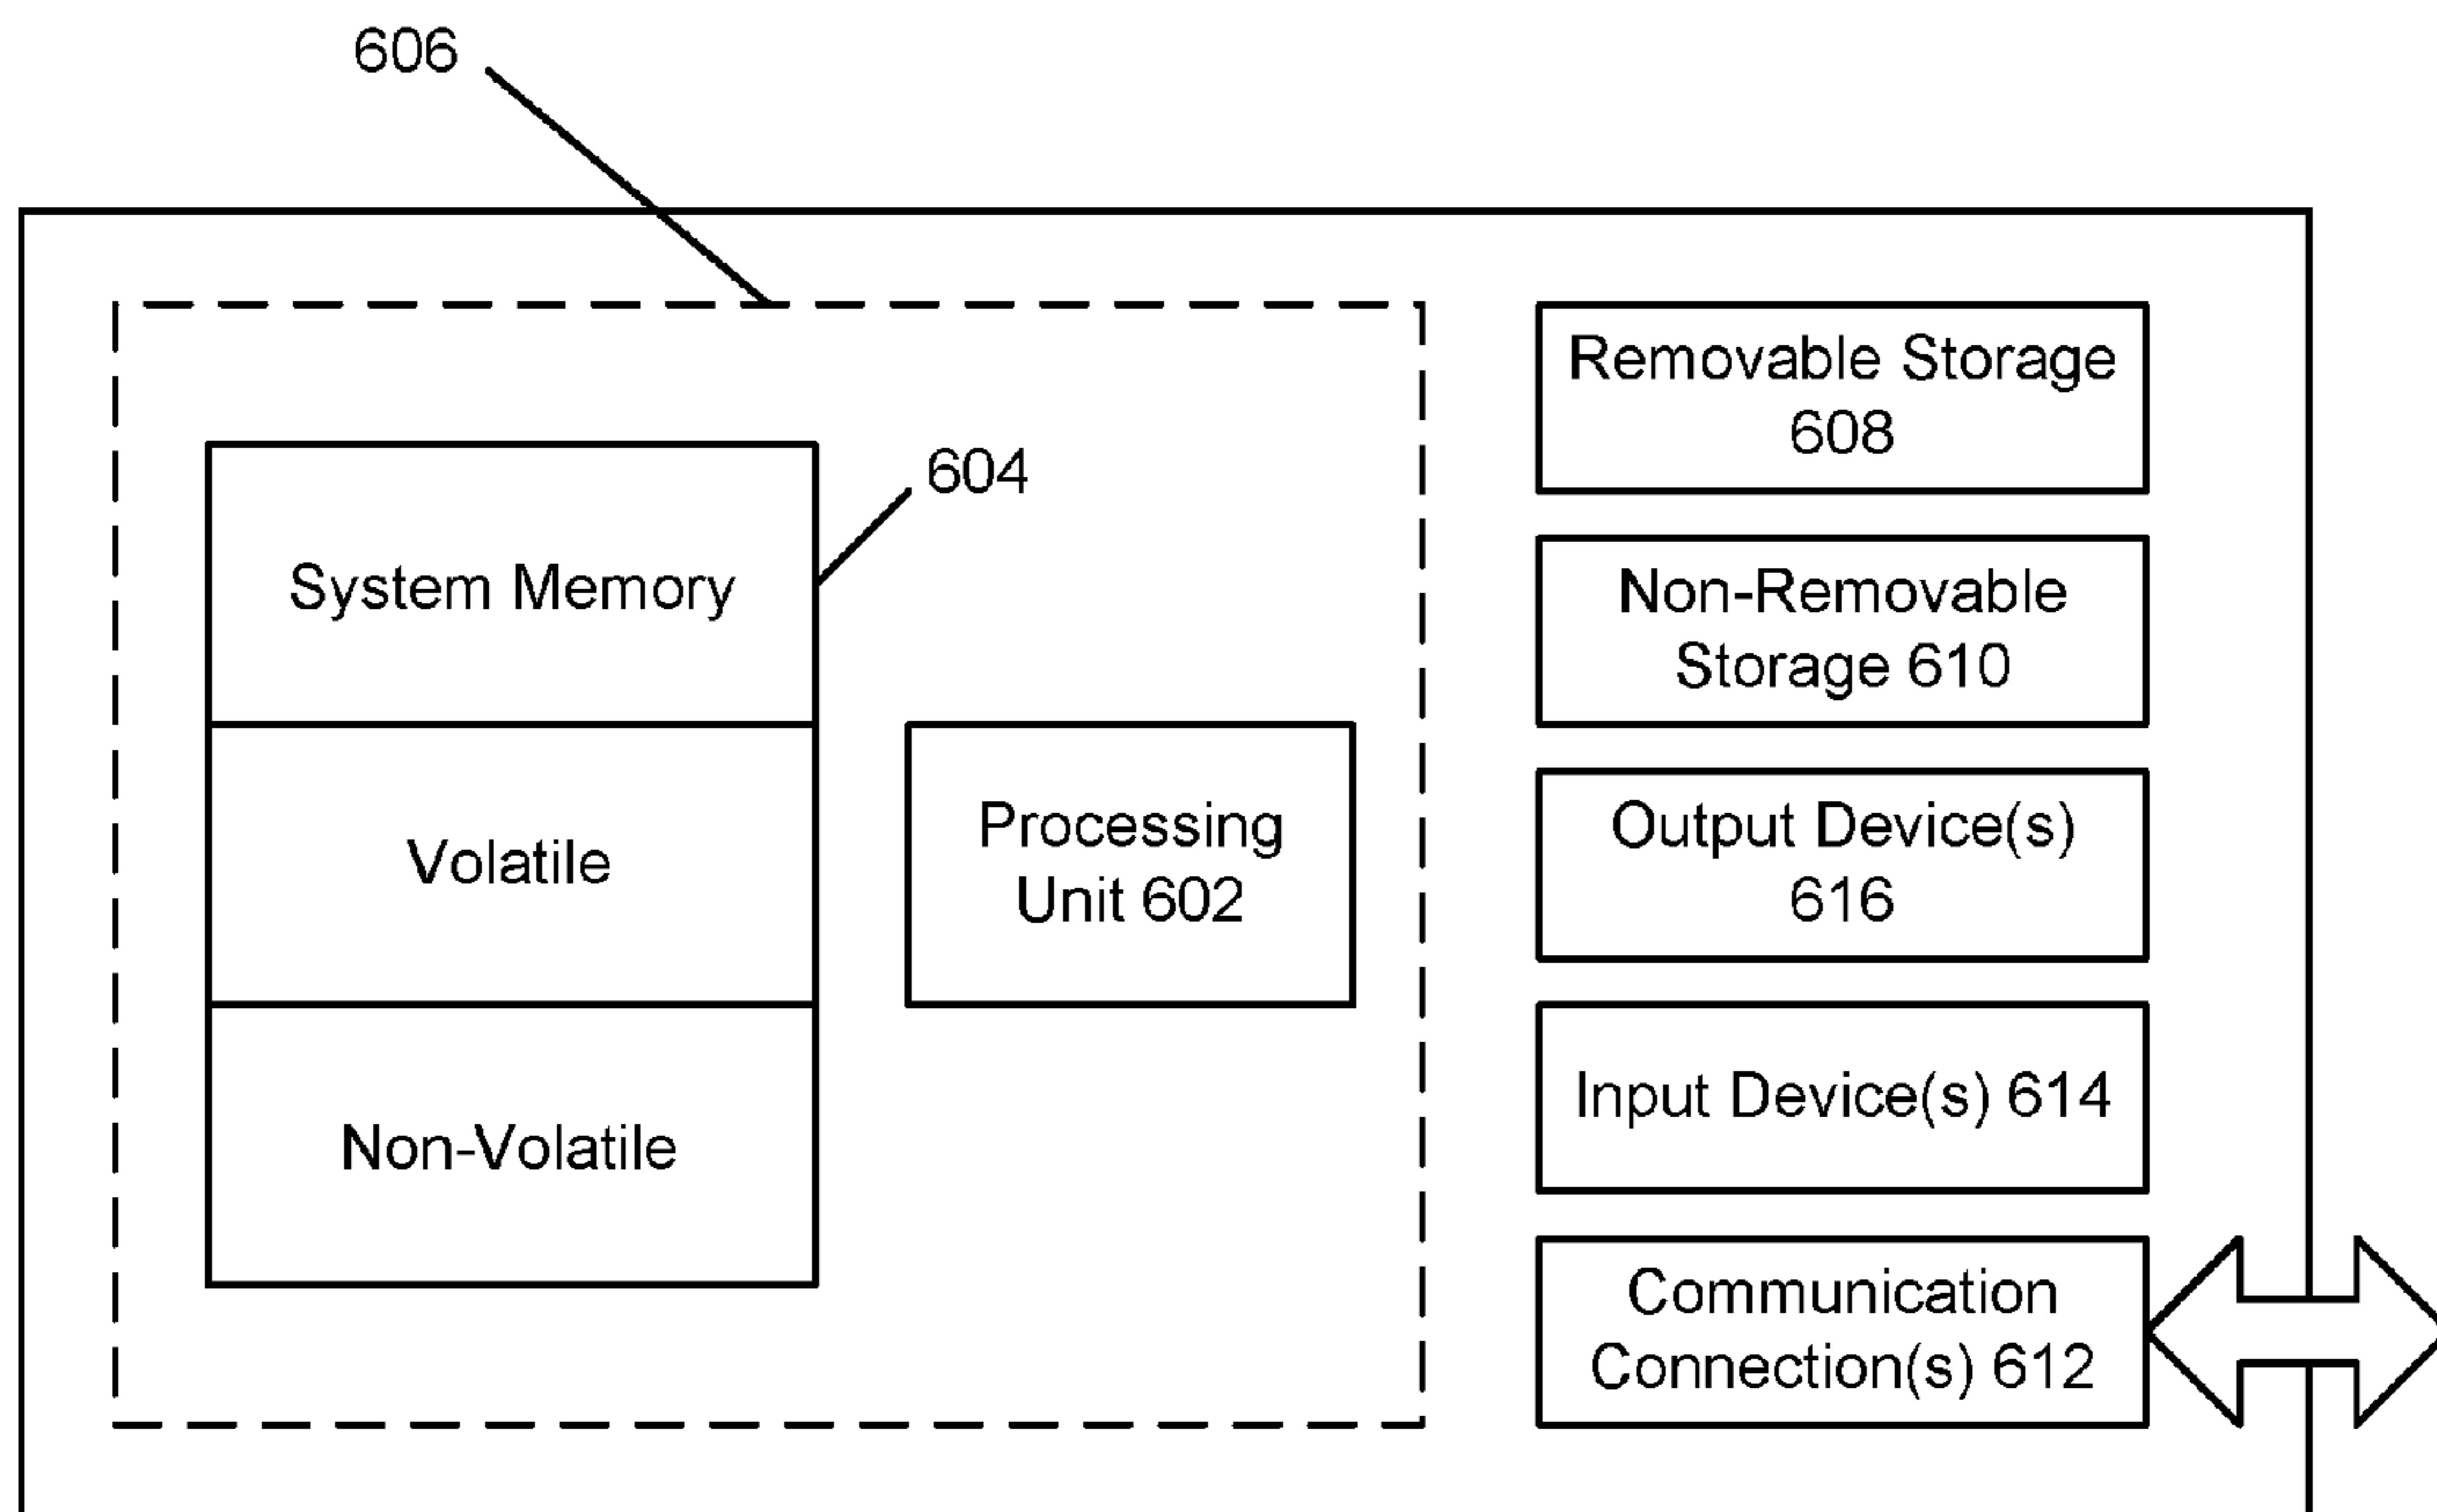 606
604
System Memory
Volatile
Non-Volatile
Processing
Unit 602
Removable Storage
608
Non-Removable
Storage 610
Output Device(s)
616
Input Device(s) 614
Communication
Connection(s) 612